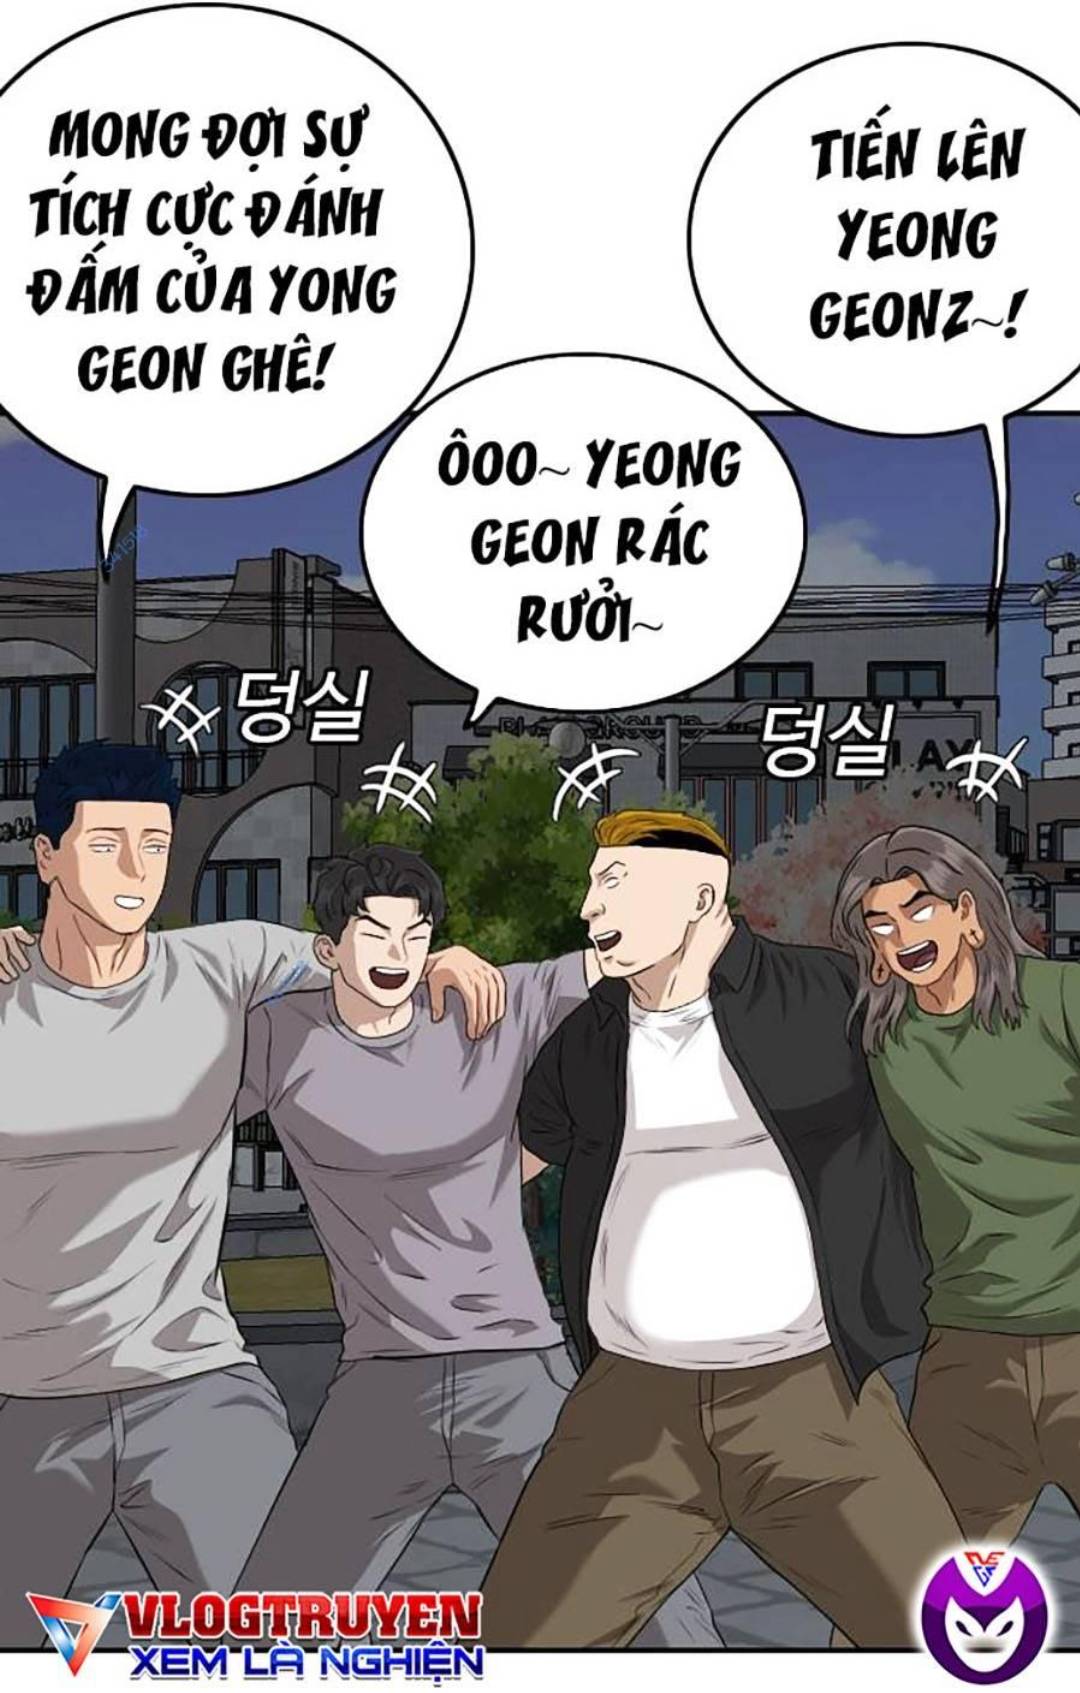 MONG ĐỢI SỰ
TÍCH CỰC ĐÁNH
ĐẤM CỦA YONG
GEON GHÊ!
TIẾN LÊN
YEONG
GEONZ~!
ÔOO~ YEONG
GEON RÁC
RƯỞI~
덩실
덩실
LAY
VLOGTRUYEN
XEM LÀ NGHIỆN